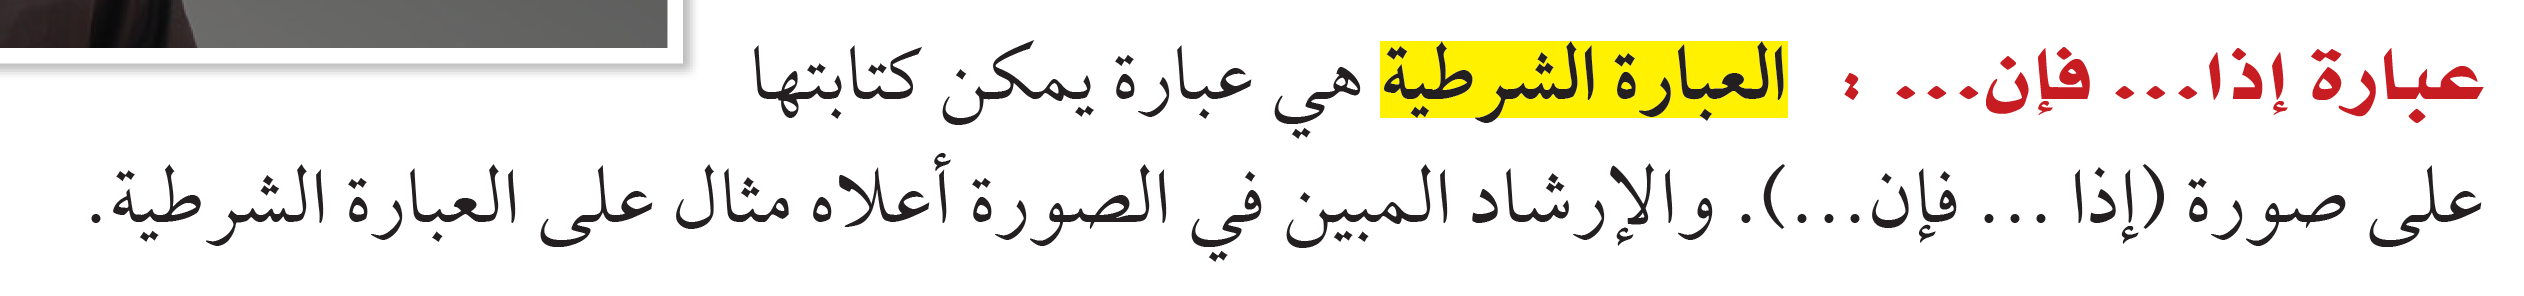 عبارة إذا... فإن... : العبارة الشرطية هي عبارة يمكن كتابتها
على صورة (إذا ... فإن...). والإرشاد المبين في الصورة أعلاه مثال على العبارة الشرطية.